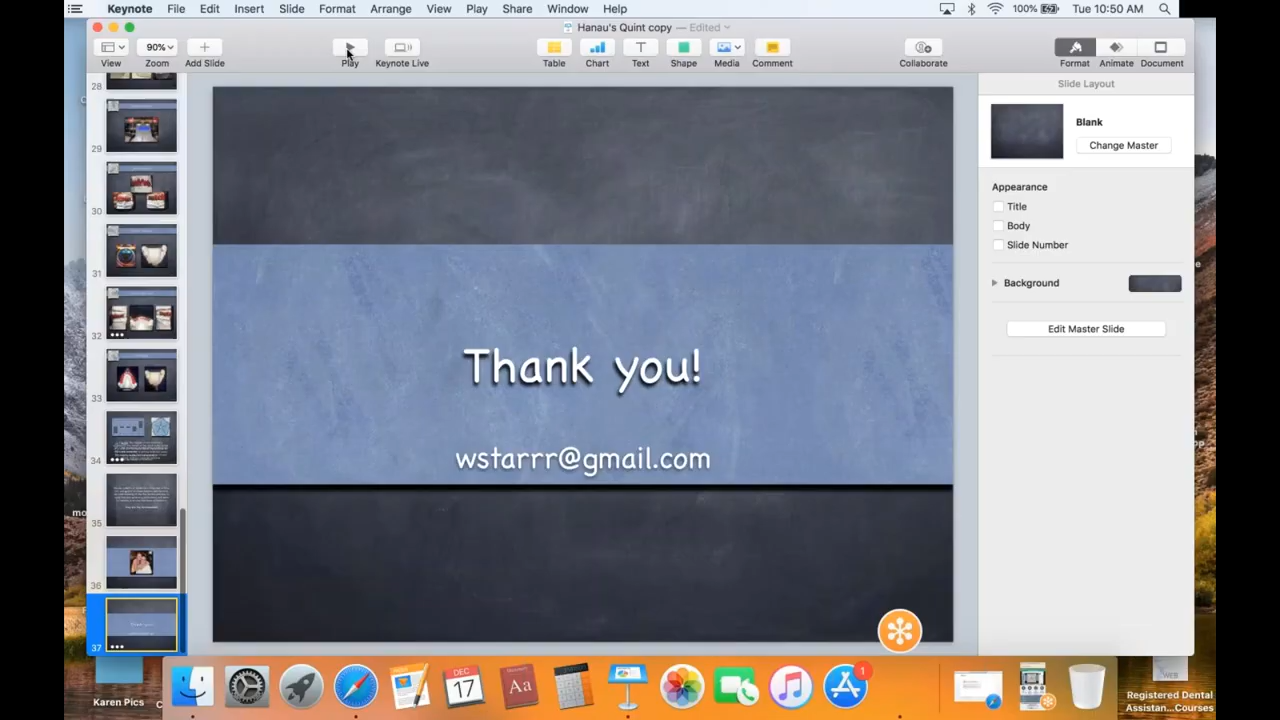 Keynote File Edit Insert Slide Format Arrange View Play Share Window Help 100% Tue 10:50 AM
Hanau's Quint copy — Edited
90%
View Zoom Add Slide Play Keynote Live Table Chart Text Shape Media Comment Collaborate Format Animate Document
Slide Layout
Blank
Change Master
Appearance
Title
Body
Slide Number
Background
Edit Master Slide
28
29
30
31
32
33
34
35
36
37
Thank you!
wstarrr@gmail.com
DEC
17
Aa
1
Karen Pics
Registered Dental
Assistan...Courses